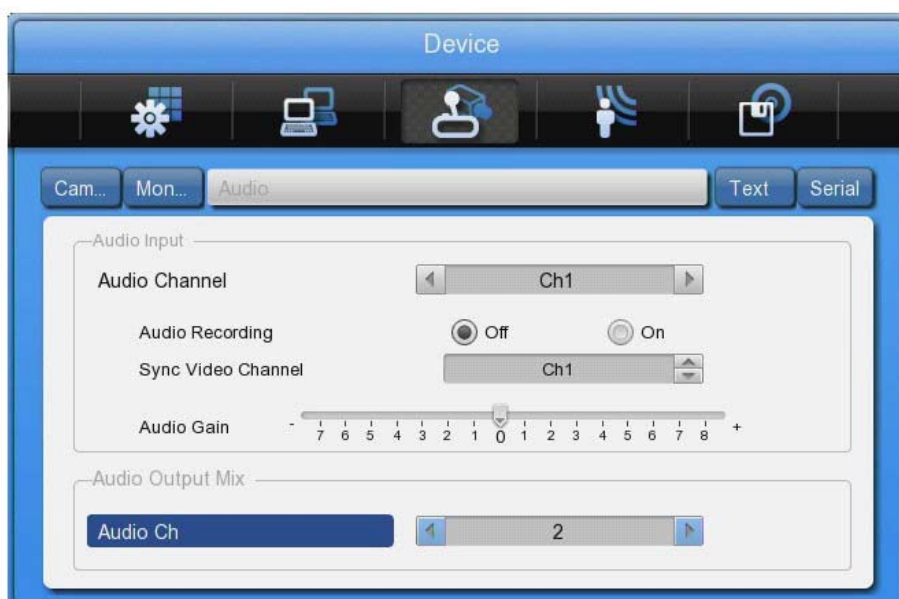 Device
Cam... Mon... Audio Text Serial
Audio Input
Audio Channel Ch1
Audio Recording Off On
Sync Video Channel Ch1
Audio Gain - 7 6 5 4 3 2 1 0 1 2 3 4 5 6 7 8 +
Audio Output Mix
Audio Ch 2